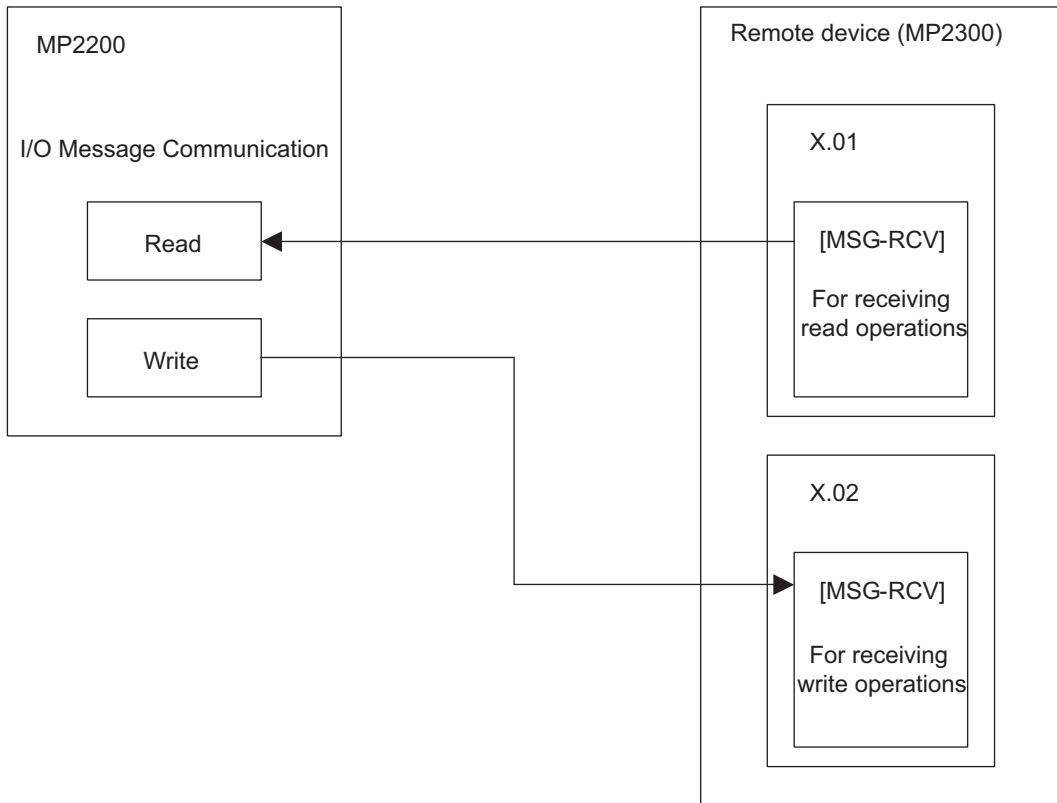 MP2200
I/O Message Communication
Read
Write
Remote device (MP2300)
X.01
[MSG-RCV]
For receiving
read operations
X.02
[MSG-RCV]
For receiving
write operations